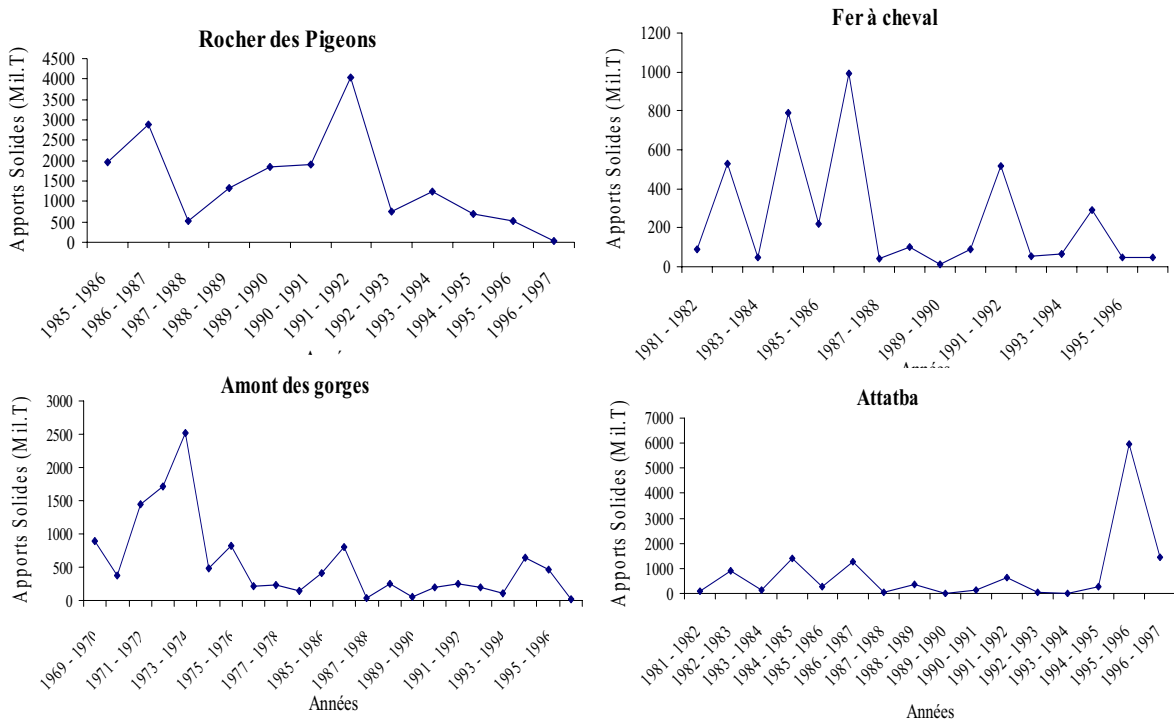 Rocher des Pigeons
Apports Solides (Mil.T)
4500
4000
3500
3000
2500
2000
1500
1000
500
0
1985 - 1986
1986 - 1987
1987 - 1988
1988 - 1989
1989 - 1990
1990 - 1991
1991 - 1992
1992 - 1993
1993 - 1994
1994 - 1995
1995 - 1996
1996 - 1997
Fer à cheval
Apports Solides (Mil.T)
1200
1000
800
600
400
200
0
1981 - 1982
1983 - 1984
1985 - 1986
1987 - 1988
1989 - 1990
1991 - 1992
1993 - 1994
1995 - 1996
Années
Amont des gorges
Apports Solides (Mil.T)
3000
2500
2000
1500
1000
500
0
1969 - 1970
1971 - 1972
1973 - 1974
1975 - 1976
1977 - 1978
1985 - 1986
1987 - 1988
1989 - 1990
1991 - 1992
1993 - 1994
1995 - 1996
Années
Attatba
Apports Solides (Mil.T)
7000
6000
5000
4000
3000
2000
1000
0
1981 - 1982
1982 - 1983
1983 - 1984
1984 - 1985
1985 - 1986
1986 - 1987
1987 - 1988
1988 - 1989
1989 - 1990
1990 - 1991
1991 - 1992
1992 - 1993
1993 - 1994
1994 - 1995
1995 - 1996
1996 - 1997
Années